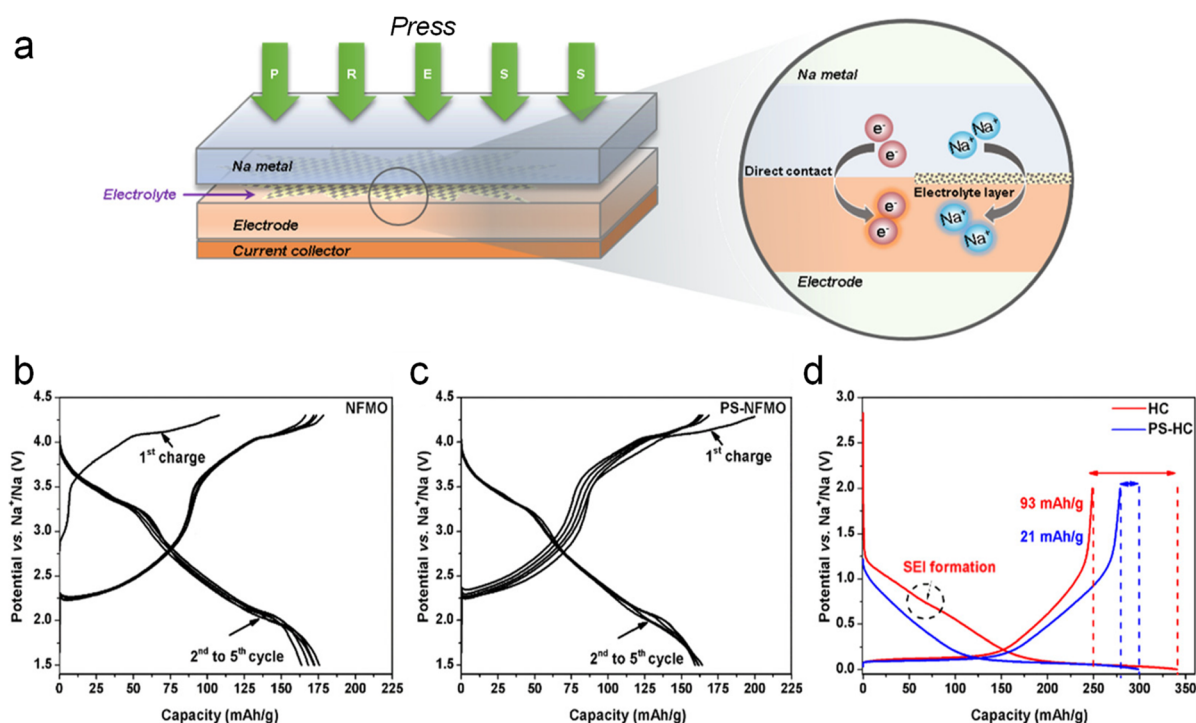 a
Press
P R E S S
Na metal
Electrolyte
Electrode
Current collector
Na metal
e⁻
e⁻
Na⁺
Na⁺
Direct contact
Electrolyte layer
e⁻
e⁻
Na⁺
Na⁺
Electrode
b
NFMO
1st charge
2nd to 5th cycle
Potential vs. Na⁺/Na (V)
4.5
4.0
3.5
3.0
2.5
2.0
1.5
0 25 50 75 100 125 150 175 200 225
Capacity (mAh/g)
c
PS-NFMO
1st charge
2nd to 5th cycle
Potential vs. Na⁺/Na (V)
4.5
4.0
3.5
3.0
2.5
2.0
1.5
0 25 50 75 100 125 150 175 200 225
Capacity (mAh/g)
d
HC
PS-HC
93 mAh/g
21 mAh/g
SEI formation
Potential vs. Na⁺/Na (V)
3.0
2.5
2.0
1.5
1.0
0.5
0.0
0 50 100 150 200 250 300 350
Capacity (mAh/g)